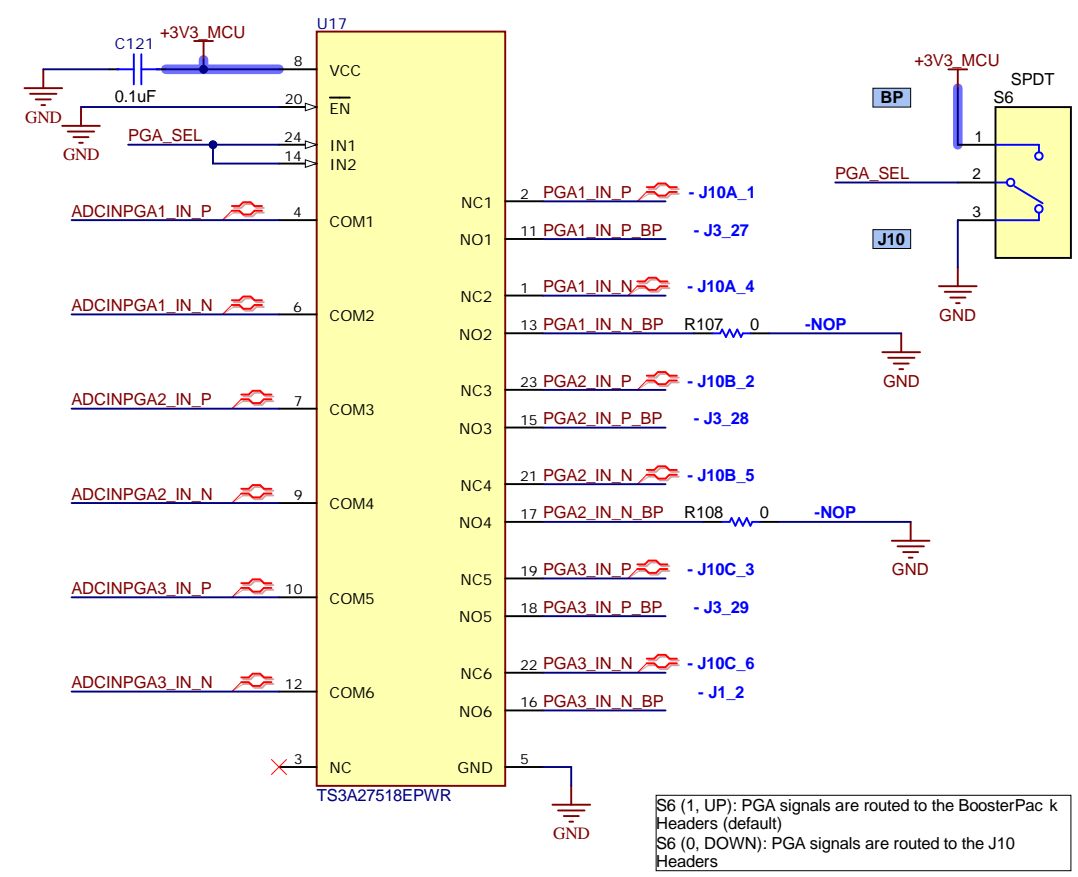 U17
+3V3_MCU
C121
0.1uF
GND
GND
8 VCC
20 EN
PGA_SEL 24 IN1
14 IN2
ADCINPGA1_IN_P 4 COM1
ADCINPGA1_IN_N 6 COM2
ADCINPGA2_IN_P 7 COM3
ADCINPGA2_IN_N 9 COM4
ADCINPGA3_IN_P 10 COM5
ADCINPGA3_IN_N 12 COM6
3 NC
TS3A27518EPWR
NC1 2 PGA1_IN_P - J10A_1
NO1 11 PGA1_IN_P_BP - J3_27
NC2 1 PGA1_IN_N - J10A_4
NO2 13 PGA1_IN_N_BP R107 0 -NOP
GND
NC3 23 PGA2_IN_P - J10B_2
NO3 15 PGA2_IN_P_BP - J3_28
NC4 21 PGA2_IN_N - J10B_5
NO4 17 PGA2_IN_N_BP R108 0 -NOP
GND
NC5 19 PGA3_IN_P - J10C_3
NO5 18 PGA3_IN_P_BP - J3_29
NC6 22 PGA3_IN_N - J10C_6
- J1_2
NO6 16 PGA3_IN_N_BP
GND 5
GND
+3V3_MCU
SPDT
S6
BP
1
PGA_SEL 2
3
J10
GND
S6 (1, UP): PGA signals are routed to the BoosterPac k
Headers (default)
S6 (0, DOWN): PGA signals are routed to the J10
Headers